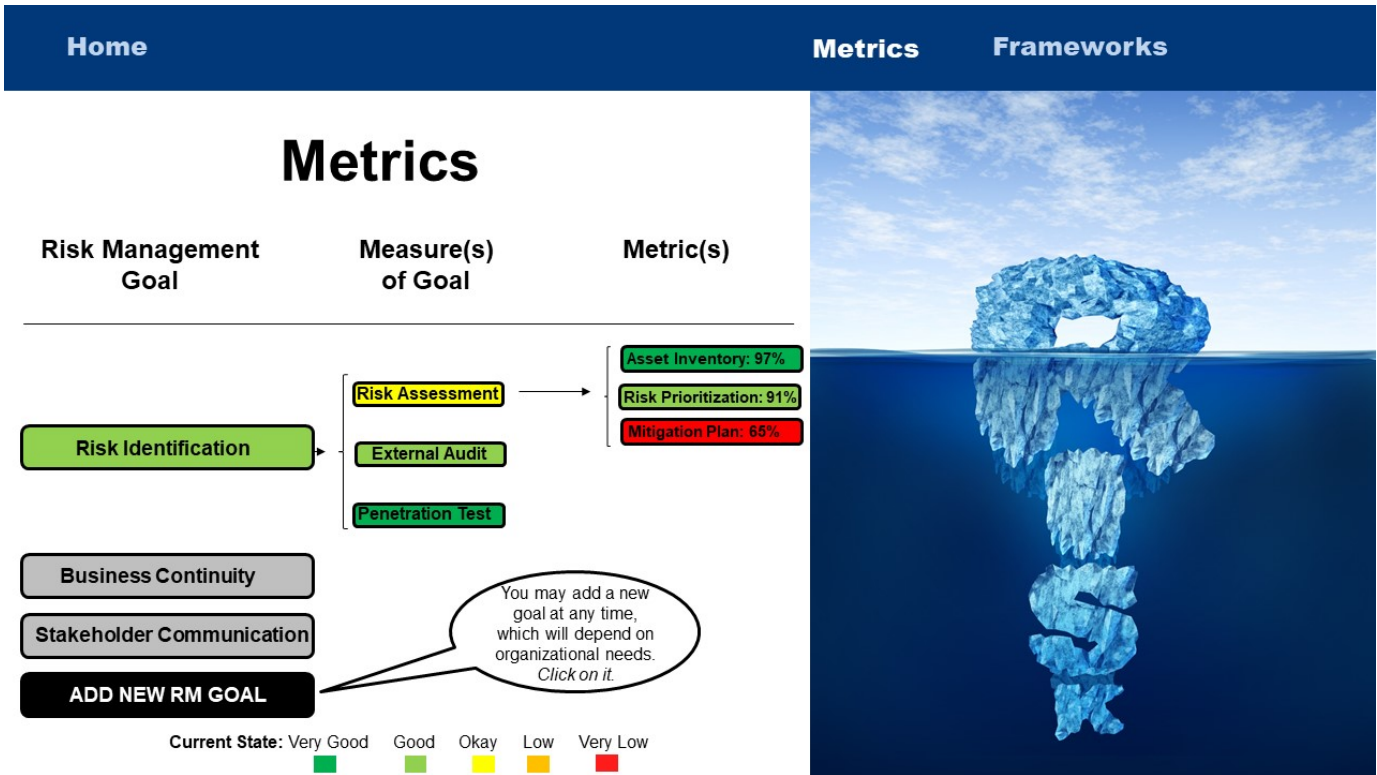 Home
Metrics
Frameworks
Metrics
Risk Management
Goal
Measure(s)
of Goal
Metric(s)
Risk Identification
Risk Assessment
External Audit
Penetration Test
Asset Inventory: 97%
Risk Prioritization: 91%
Mitigation Plan: 65%
Business Continuity
Stakeholder Communication
ADD NEW RM GOAL
You may add a new
goal at any time,
which will depend on
organizational needs.
Click on it.
Current State: Very Good Good Okay Low Very Low
RISK